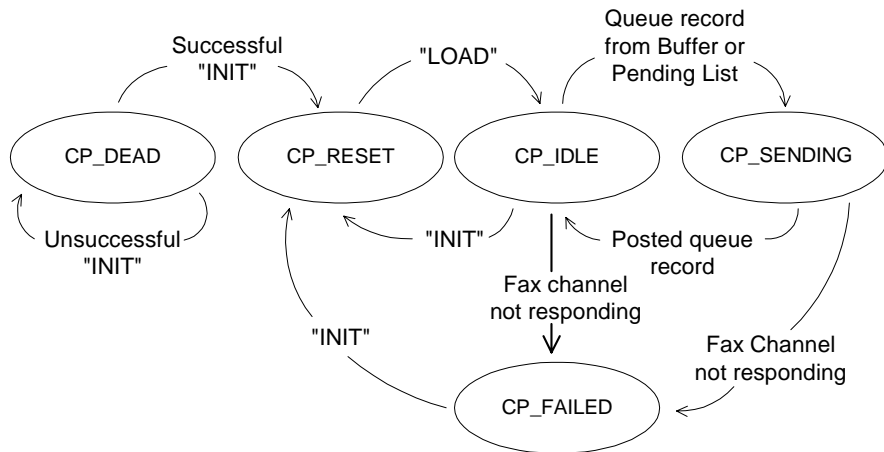 Queue record
from Buffer or
Pending List
Successful
"INIT"
"LOAD"
CP_DEAD
CP_RESET
CP_IDLE
CP_SENDING
Unsuccessful
"INIT"
"INIT"
Posted queue
record
Fax channel
not responding
"INIT"
Fax Channel
not responding
CP_FAILED